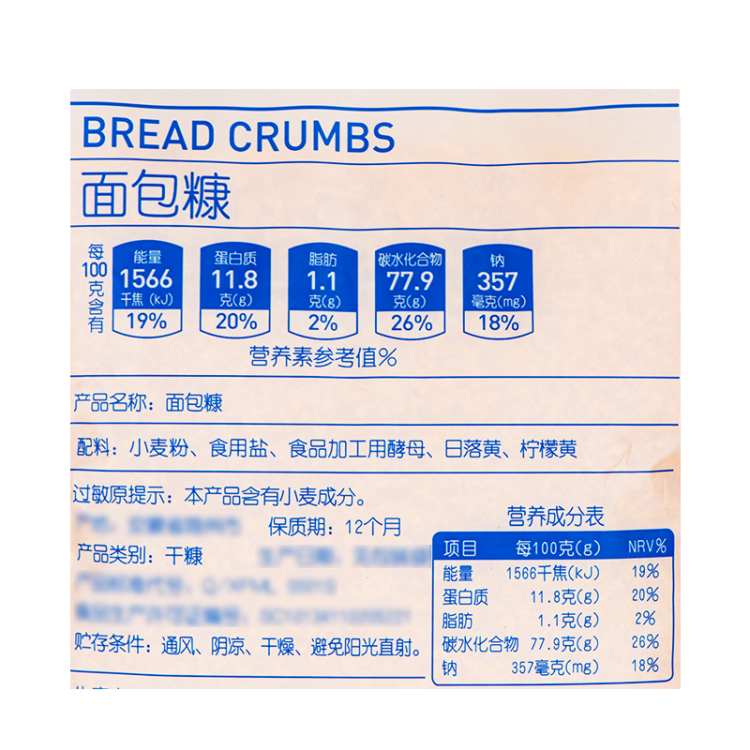 BREAD CRUMBS
面包糠
每100克含有
能量 蛋白质 脂肪 碳水化合物 钠
1566 11.8 1.1 77.9 357
千焦（kJ） 克(g) 克(g) 克(g) 毫克(mg)
19% 20% 2% 26% 18%
营养素参考值%
产品名称：面包糠
配料：小麦粉、食用盐、食品加工用酵母、日落黄、柠檬黄
过敏原提示：本产品含有小麦成分。
保质期：12个月
产品类别：干糠
贮存条件：通风、阴凉、干燥、避免阳光直射。
营养成分表
项目 每100克(g) NRV%
能量 1566千焦(kJ) 19%
蛋白质 11.8克(g) 20%
脂肪 1.1克(g) 2%
碳水化合物 77.9克(g) 26%
钠 357毫克(mg) 18%